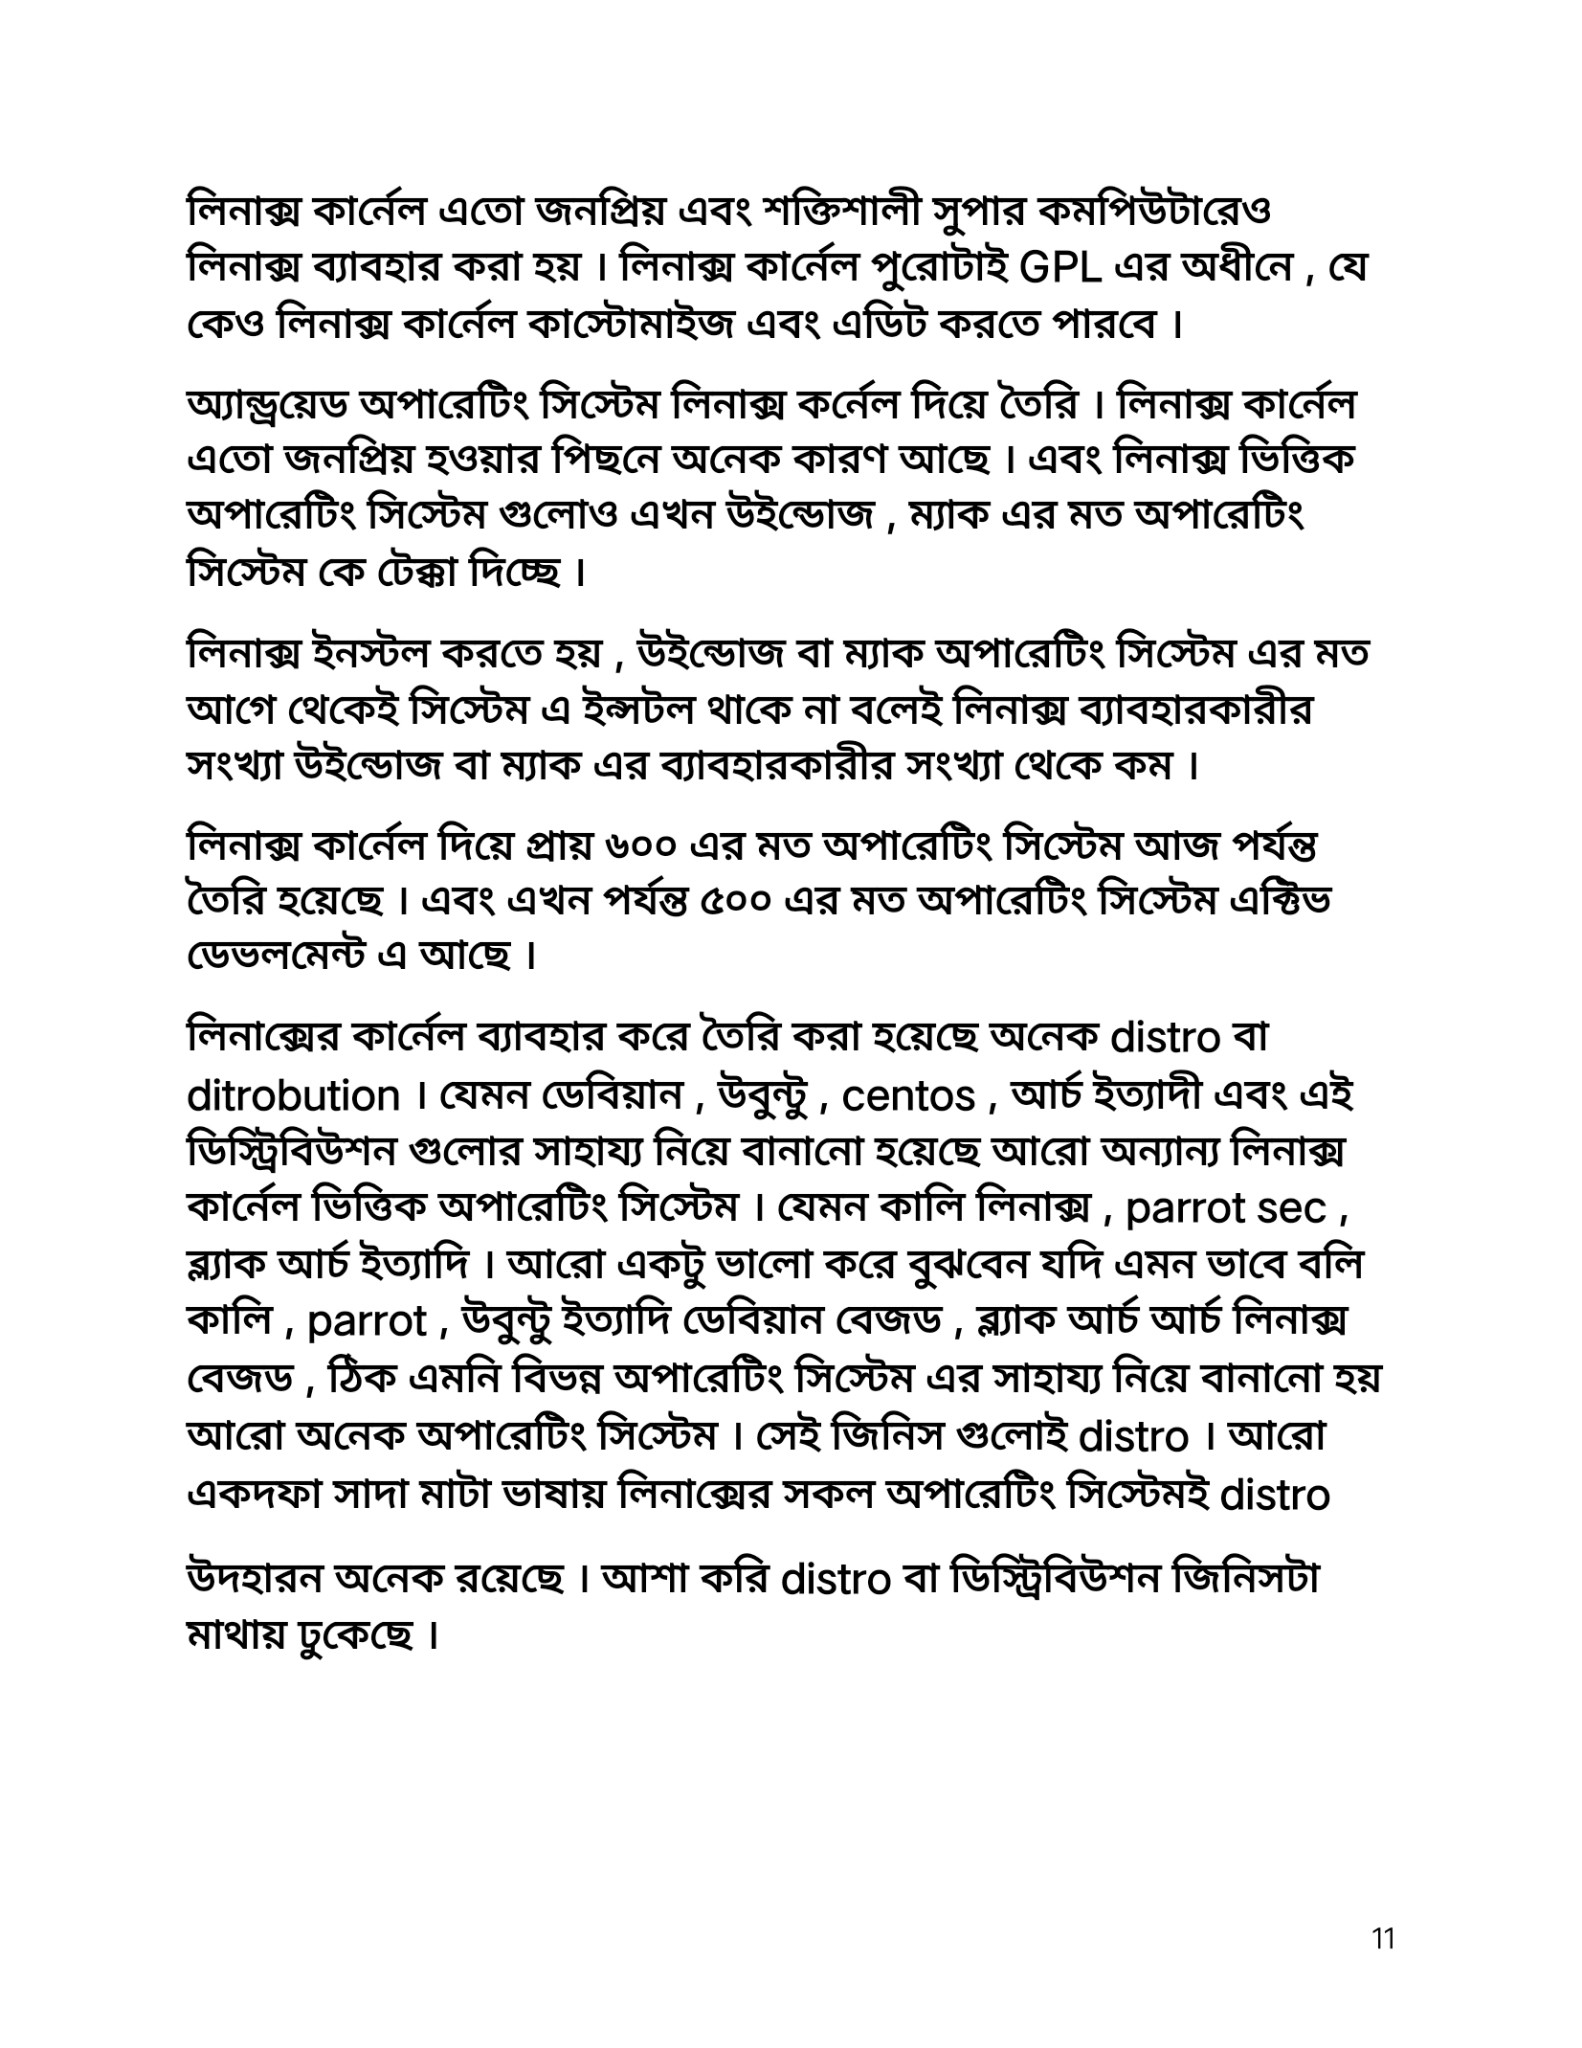 লিনাক্স কার্নেল এতো জনপ্রিয় এবং শক্তিশালী সুপার কমপিউটারেও
লিনাক্স ব্যাবহার করা হয় । লিনাক্স কার্নেল পুরোটাই GPL এর অধীনে , যে
কেও লিনাক্স কার্নেল কাস্টোমাইজ এবং এডিট করতে পারবে ।
অ্যান্ড্রয়েড অপারেটিং সিস্টেম লিনাক্স কর্নেল দিয়ে তৈরি । লিনাক্স কার্নেল
এতো জনপ্রিয় হওয়ার পিছনে অনেক কারণ আছে । এবং লিনাক্স ভিত্তিক
অপারেটিং সিস্টেম গুলোও এখন উইন্ডোজ , ম্যাক এর মত অপারেটিং
সিস্টেম কে টেক্কা দিচ্ছে ।
লিনাক্স ইনস্টল করতে হয় , উইন্ডোজ বা ম্যাক অপারেটিং সিস্টেম এর মত
আগে থেকেই সিস্টেম এ ইন্সটল থাকে না বলেই লিনাক্স ব্যাবহারকারীর
সংখ্যা উইন্ডোজ বা ম্যাক এর ব্যাবহারকারীর সংখ্যা থেকে কম ।
লিনাক্স কার্নেল দিয়ে প্রায় ৬০০ এর মত অপারেটিং সিস্টেম আজ পর্যন্ত
তৈরি হয়েছে । এবং এখন পর্যন্ত ৫০০ এর মত অপারেটিং সিস্টেম এক্টিভ
ডেভলমেন্ট এ আছে ।
লিনাক্সের কার্নেল ব্যাবহার করে তৈরি করা হয়েছে অনেক distro বা
ditrobution । যেমন ডেবিয়ান , উবুন্টু , centos , আর্চ ইত্যাদী এবং এই
ডিস্ট্রিবিউশন গুলোর সাহায্য নিয়ে বানানো হয়েছে আরো অন্যান্য লিনাক্স
কার্নেল ভিত্তিক অপারেটিং সিস্টেম । যেমন কালি লিনাক্স , parrot sec ,
ব্ল্যাক আর্চ ইত্যাদি । আরো একটু ভালো করে বুঝবেন যদি এমন ভাবে বলি
কালি , parrot , উবুন্টু ইত্যাদি ডেবিয়ান বেজড , ব্ল্যাক আর্চ আর্চ লিনাক্স
বেজড , ঠিক এমনি বিভন্ন অপারেটিং সিস্টেম এর সাহায্য নিয়ে বানানো হয়
আরো অনেক অপারেটিং সিস্টেম । সেই জিনিস গুলোই distro । আরো
একদফা সাদা মাটা ভাষায় লিনাক্সের সকল অপারেটিং সিস্টেমই distro
উদহারন অনেক রয়েছে । আশা করি distro বা ডিস্ট্রিবিউশন জিনিসটা
মাথায় ঢুকেছে ।
11